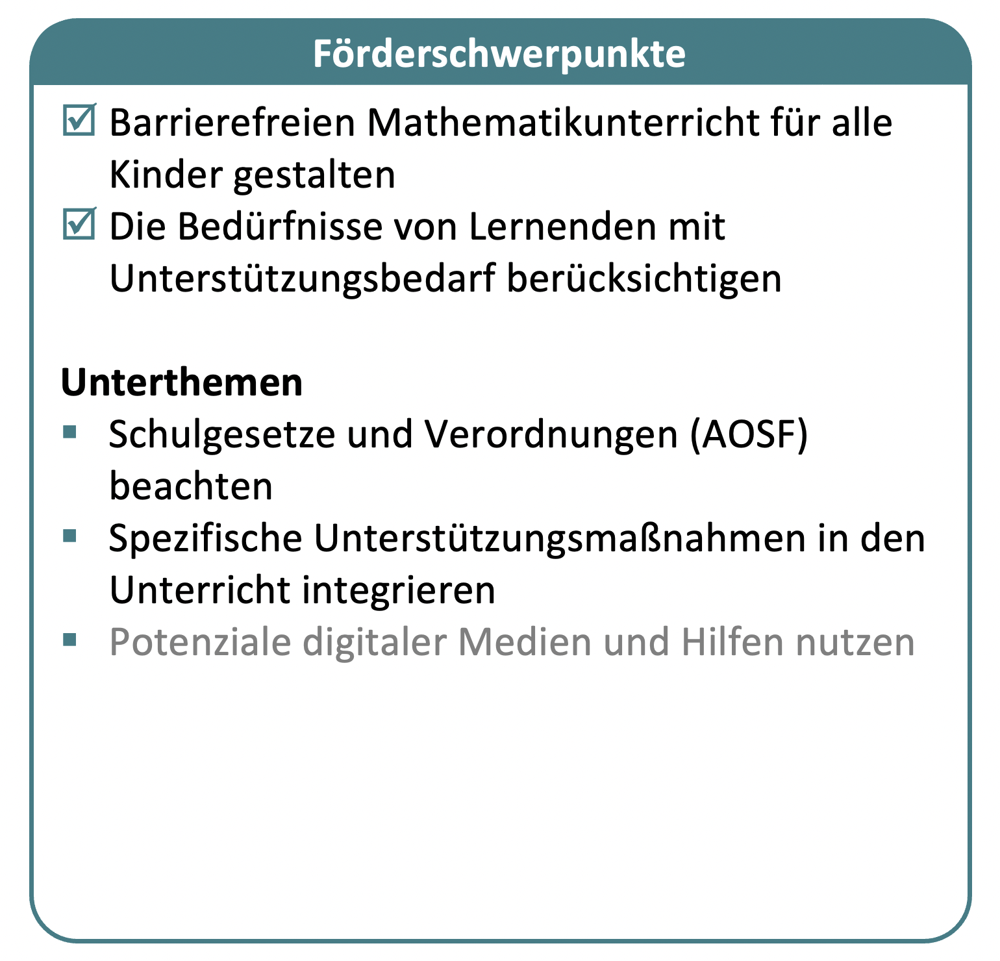 Förderschwerpunkte
Barrierefreien Mathematikunterricht für alle
Kinder gestalten
Die Bedürfnisse von Lernenden mit
Unterstützungsbedarf berücksichtigen
Unterthemen
Schulgesetze und Verordnungen (AOSF)
beachten
Spezifische Unterstützungsmaßnahmen in den
Unterricht integrieren
Potenziale digitaler Medien und Hilfen nutzen